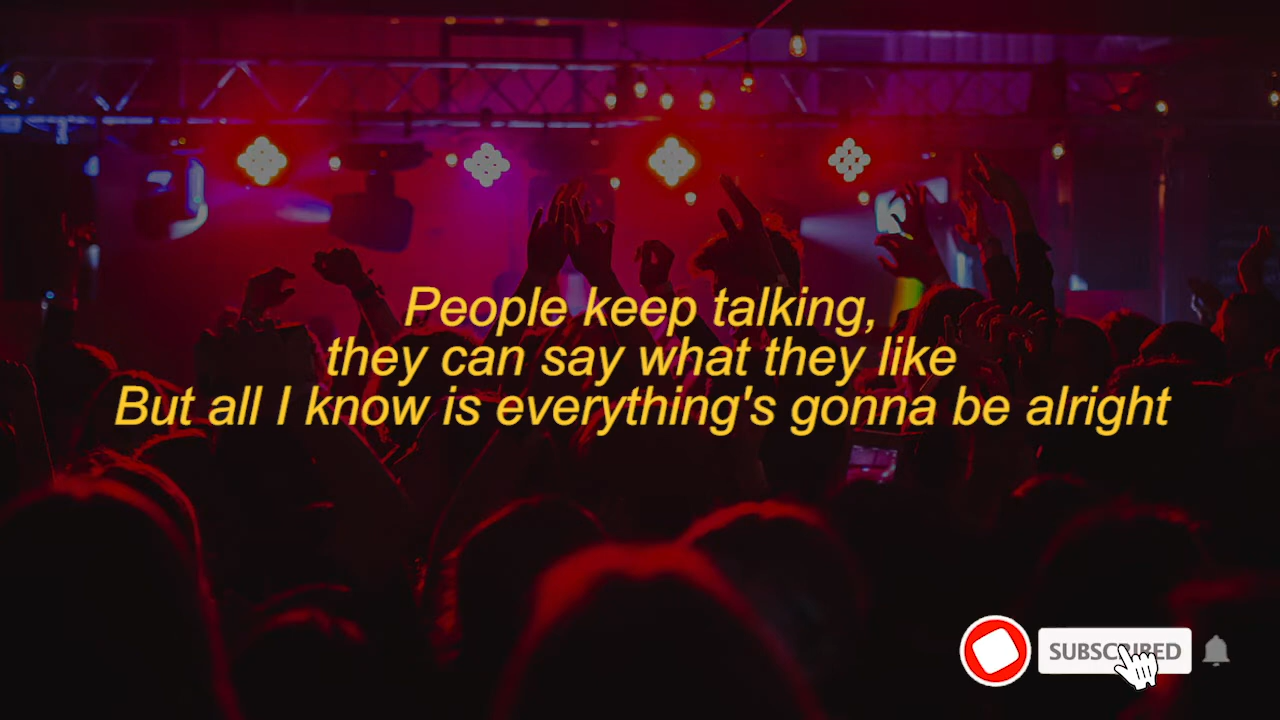 People keep talking,
they can say what they like
But all I know is everything's gonna be alright
SUBSCRIBED